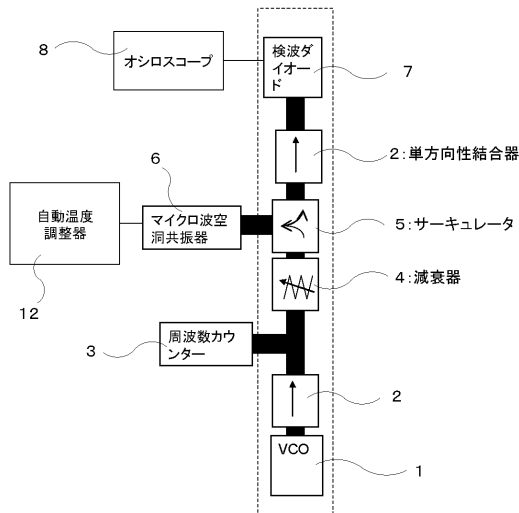 8
オシロスコープ
検波ダイ
オード
7
2:単方向性結合器
6
自動温度
調整器
マイクロ波空
洞共振器
5:サーキュレータ
4:減衰器
12
3
周波数カウ
ンター
2
VCO
1